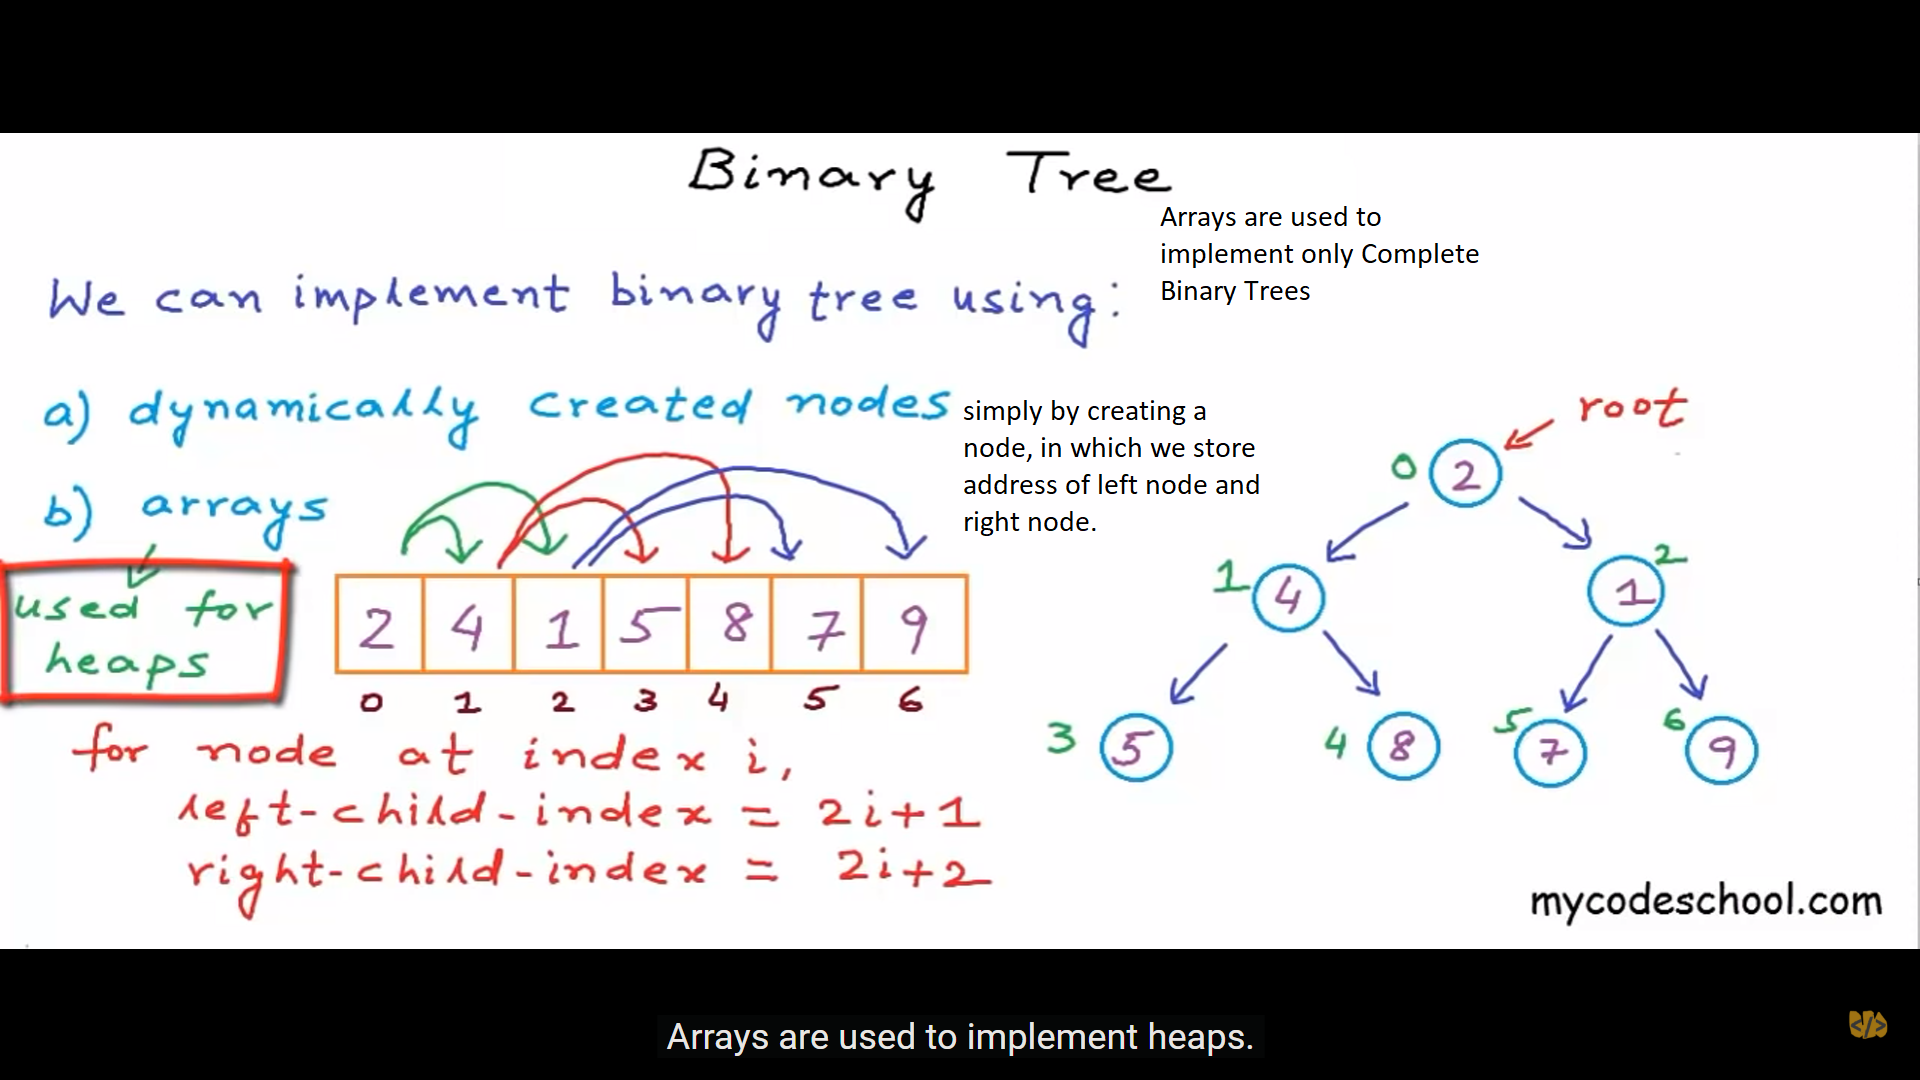 Binary Tree
Arrays are used to
implement only Complete
Binary Trees
We can implement binary tree using:
a) dynamically created nodes
simply by creating a
node, in which we store
address of left node and
right node.
b) arrays
used for
heaps
2 4 1 5 8 7 9
0 1 2 3 4 5 6
for node at index i,
left-child-index = 2i+1
right-child-index = 2i+2
root
0 2
1 4
1 2
3 5
4 8
5 7
6 9
mycodeschool.com
Arrays are used to implement heaps.